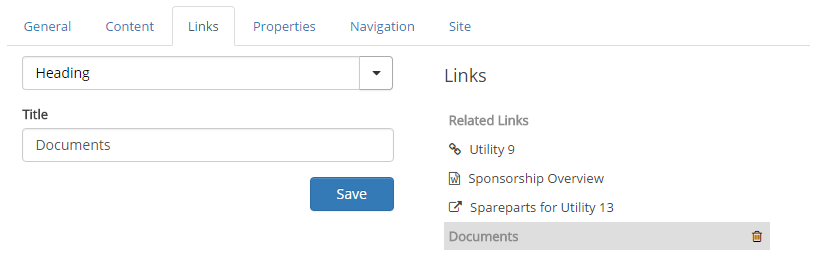 General Content Links Properties Navigation Site
Heading
Links
Title
Documents
Save
Related Links
Utility 9
Sponsorship Overview
Spareparts for Utility 13
Documents